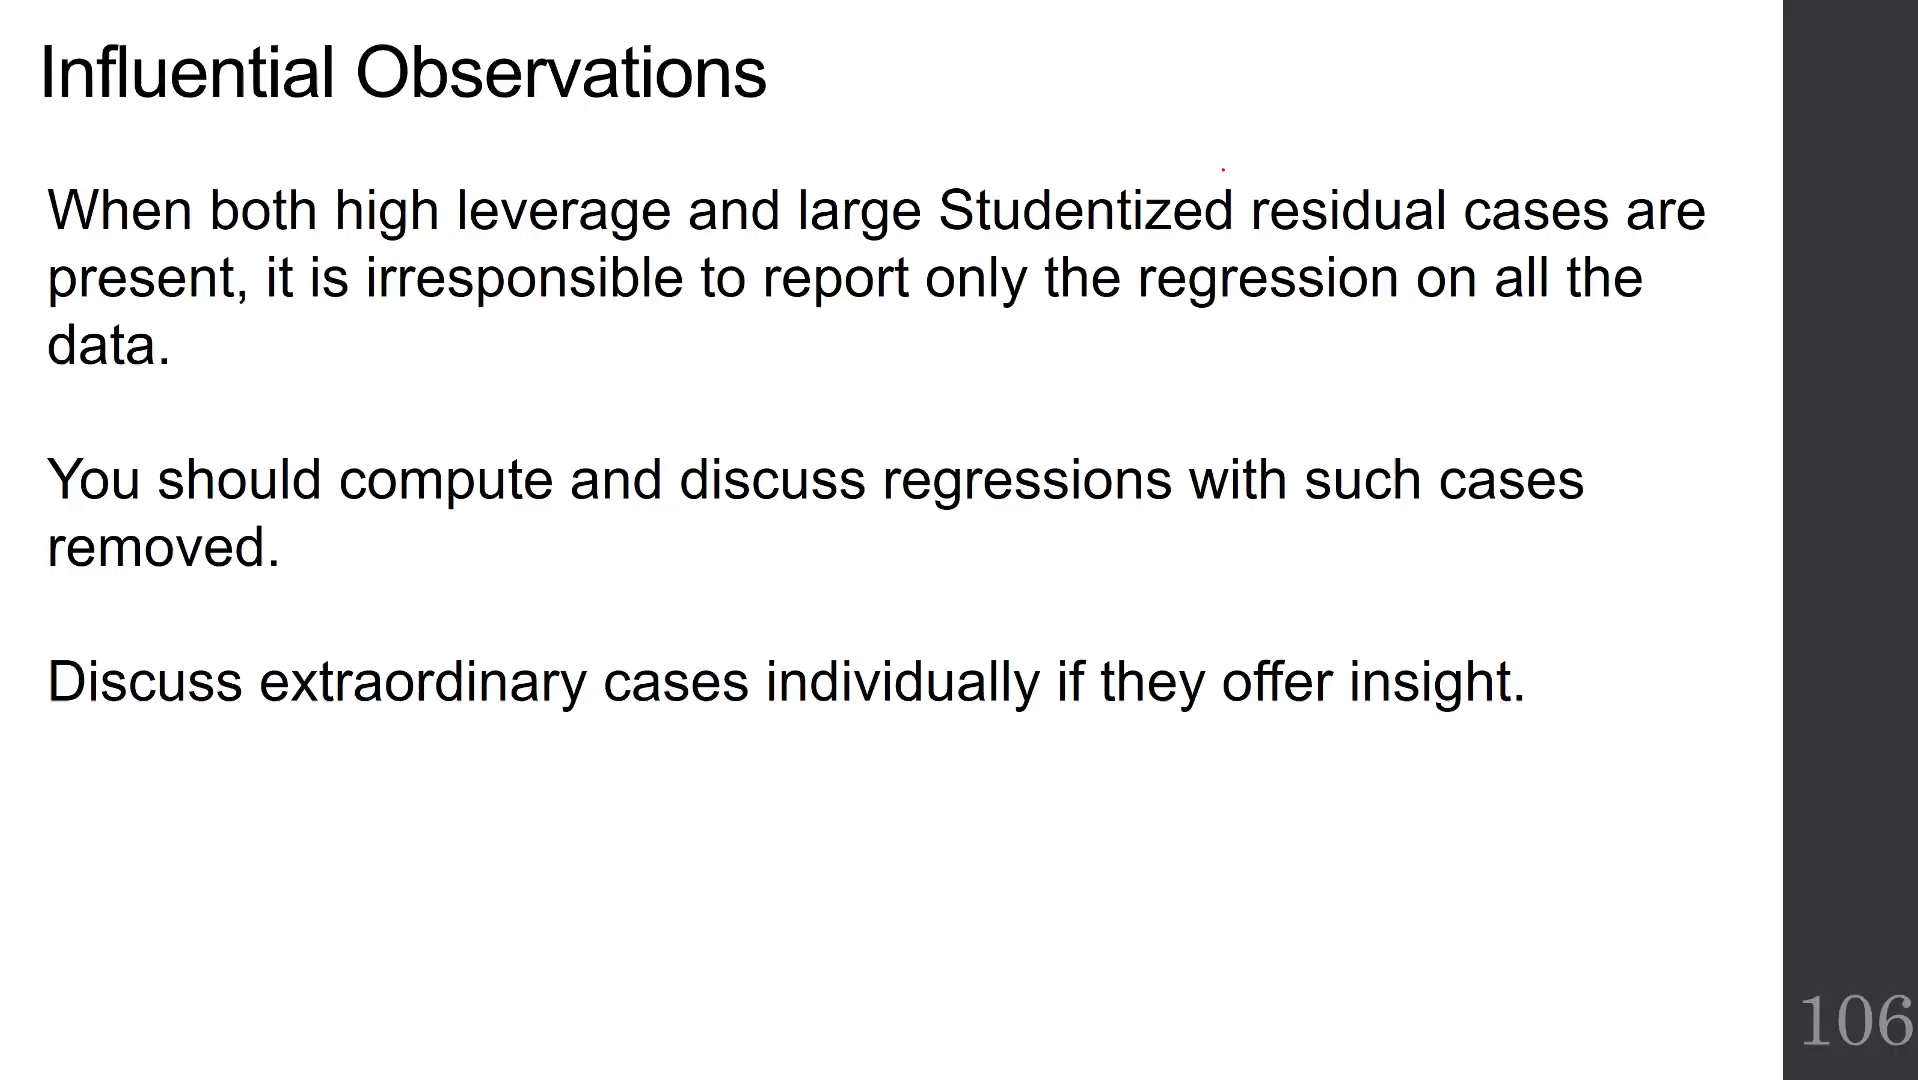 Influential Observations
When both high leverage and large Studentized residual cases are
present, it is irresponsible to report only the regression on all the
data.
You should compute and discuss regressions with such cases
removed.
Discuss extraordinary cases individually if they offer insight.
106